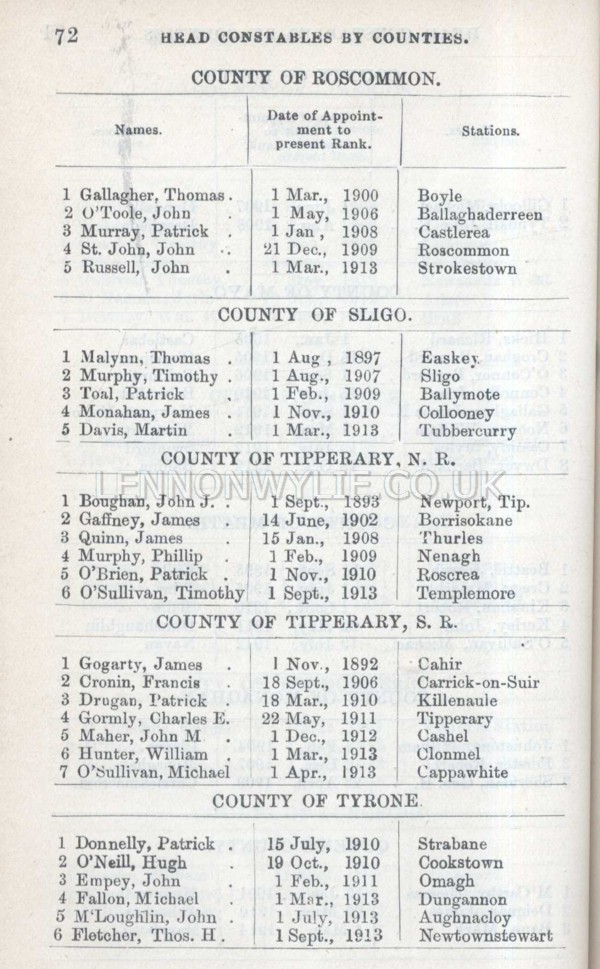 72 HEAD CONSTABLES BY COUNTIES.
COUNTY OF ROSCOMMON.
Names. Date of Appoint-ment to present Rank. Stations.
1 Gallagher, Thomas . 1 Mar., 1900 Boyle
2 O'Toole, John . 1 May, 1906 Ballaghaderreen
3 Murray, Patrick . 1 Jan , 1908 Castlerea
4 St. John, John . 21 Dec., 1909 Roscommon
5 Russell, John . 1 Mar., 1913 Strokestown
COUNTY OF SLIGO.
1 Malynn, Thomas . 1 Aug , 1897 Easkey
2 Murphy, Timothy . 1 Aug., 1907 Sligo
3 Toal, Patrick . 1 Feb., 1909 Ballymote
4 Monahan, James . 1 Nov., 1910 Collooney
5 Davis, Martin . 1 Mar., 1913 Tubbercurry
COUNTY OF TIPPERARY, N. R.
LENNONWYLIE.CO.UK
1 Boughan, John J. . 1 Sept., 1893 Newport, Tip.
2 Gaffney, James . 14 June, 1902 Borrisokane
3 Quinn, James . 15 Jan., 1908 Thurles
4 Murphy, Phillip . 1 Feb., 1909 Nenagh
5 O'Brien, Patrick . 1 Nov., 1910 Roscrea
6 O'Sullivan, Timothy 1 Sept., 1913 Templemore
COUNTY OF TIPPERARY, S. R.
1 Gogarty, James . 1 Nov., 1892 Cahir
2 Cronin, Francis . 18 Sept., 1906 Carrick-on-Suir
3 Drugan, Patrick . 18 Mar., 1910 Killenaule
4 Gormly, Charles E. 22 May, 1911 Tipperary
5 Maher, John M . 1 Dec., 1912 Cashel
6 Hunter, William . 1 Mar., 1913 Clonmel
7 O'Sullivan, Michael 1 Apr., 1913 Cappawhite
COUNTY OF TYRONE
1 Donnelly, Patrick . 15 July, 1910 Strabane
2 O'Neill, Hugh . 19 Oct., 1910 Cookstown
3 Empey, John . 1 Feb., 1911 Omagh
4 Fallon, Michael . 1 Mar., 1913 Dungannon
5 M'Loughlin, John . 1 July, 1913 Aughnacloy
6 Fletcher, Thos. H . 1 Sept., 1913 Newtownstewart